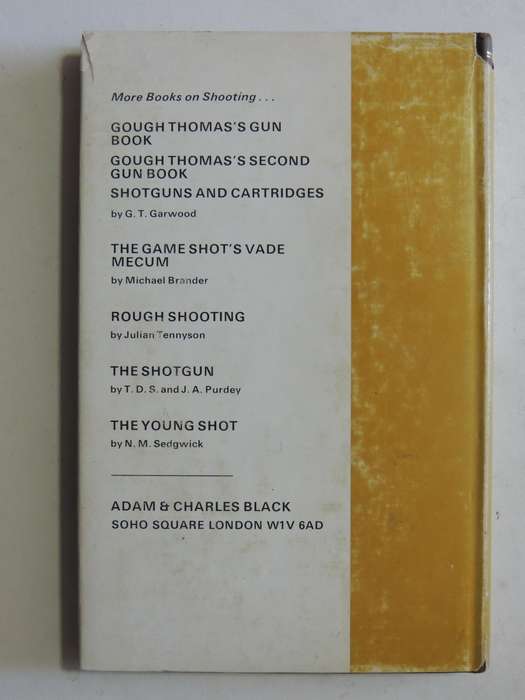 More Books on Shooting . . .
GOUGH THOMAS'S GUN
BOOK
GOUGH THOMAS'S SECOND
GUN BOOK
SHOTGUNS AND CARTRIDGES
by G. T. Garwood
THE GAME SHOT'S VADE
MECUM
by Michael Brander
ROUGH SHOOTING
by Julian Tennyson
THE SHOTGUN
by T. D. S. and J. A. Purdey
THE YOUNG SHOT
by N. M. Sedgwick
ADAM & CHARLES BLACK
SOHO SQUARE LONDON W1V 6AD